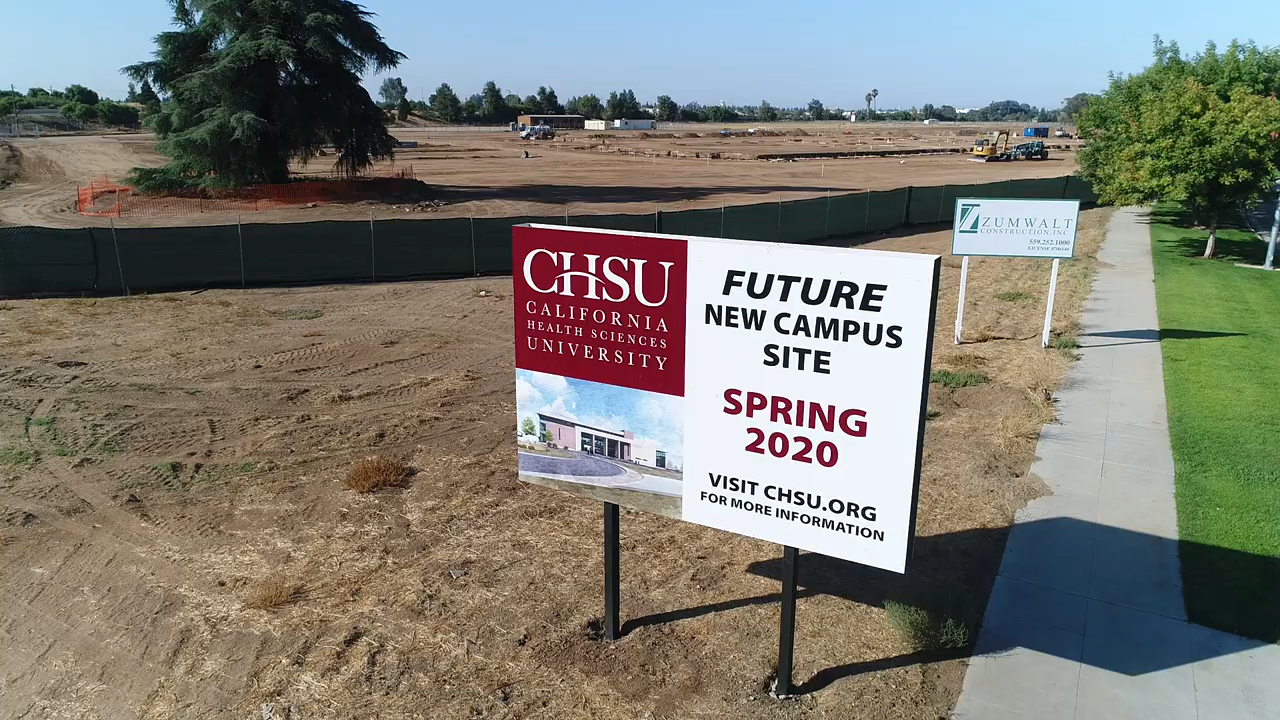 CHSU
CALIFORNIA
HEALTH SCIENCES
UNIVERSITY
FUTURE
NEW CAMPUS
SITE
SPRING
2020
VISIT CHSU.ORG
FOR MORE INFORMATION
ZUMWALT
CONSTRUCTION, INC.
559.252.1000